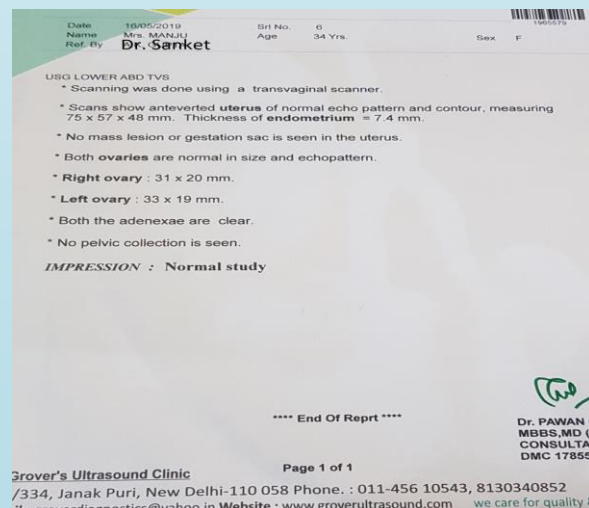 1905579
Date 16/05/2019 Srl No. 6
Name Mrs. MANJU Age 34 Yrs. Sex F
Ref. By Dr. Sanket
USG LOWER ABD TVS
* Scanning was done using a transvaginal scanner.
* Scans show anteverted uterus of normal echo pattern and contour, measuring
75 x 57 x 48 mm. Thickness of endometrium = 7.4 mm.
* No mass lesion or gestation sac is seen in the uterus.
* Both ovaries are normal in size and echopattern.
* Right ovary : 31 x 20 mm.
* Left ovary : 33 x 19 mm.
* Both the adenexae are clear.
* No pelvic collection is seen.
IMPRESSION : Normal study
**** End Of Reprt ****
Dr. PAWAN
MBBS,MD (
CONSULTA
DMC 17855
Page 1 of 1
Grover's Ultrasound Clinic
/334, Janak Puri, New Delhi-110 058 Phone. : 011-456 10543, 8130340852
groverdiagnostics@yahoo.in Website : www.groverultrasound.com we care for quality &